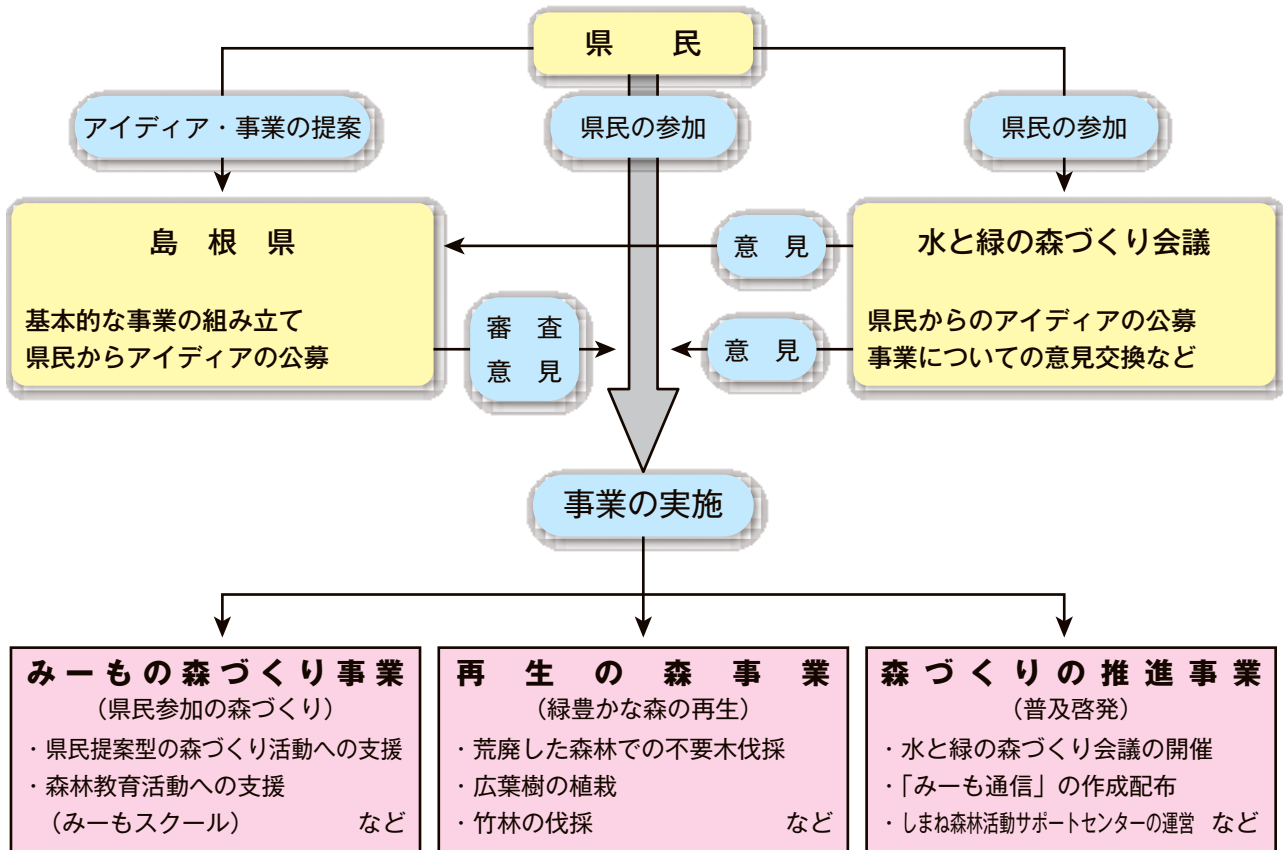 県　民
アイディア・事業の提案
県民の参加
県民の参加
島　根　県
基本的な事業の組み立て
県民からアイディアの公募
意　見
水と緑の森づくり会議
県民からのアイディアの公募
事業についての意見交換など
審　査
意　見
意　見
事業の実施
みーもの森づくり事業
（県民参加の森づくり）
・県民提案型の森づくり活動への支援
・森林教育活動への支援
（みーもスクール）　など
再生の森事業
（緑豊かな森の再生）
・荒廃した森林での不要木伐採
・広葉樹の植栽
・竹林の伐採　など
森づくりの推進事業
（普及啓発）
・水と緑の森づくり会議の開催
・「みーも通信」の作成配布
・しまね森林活動サポートセンターの運営　など